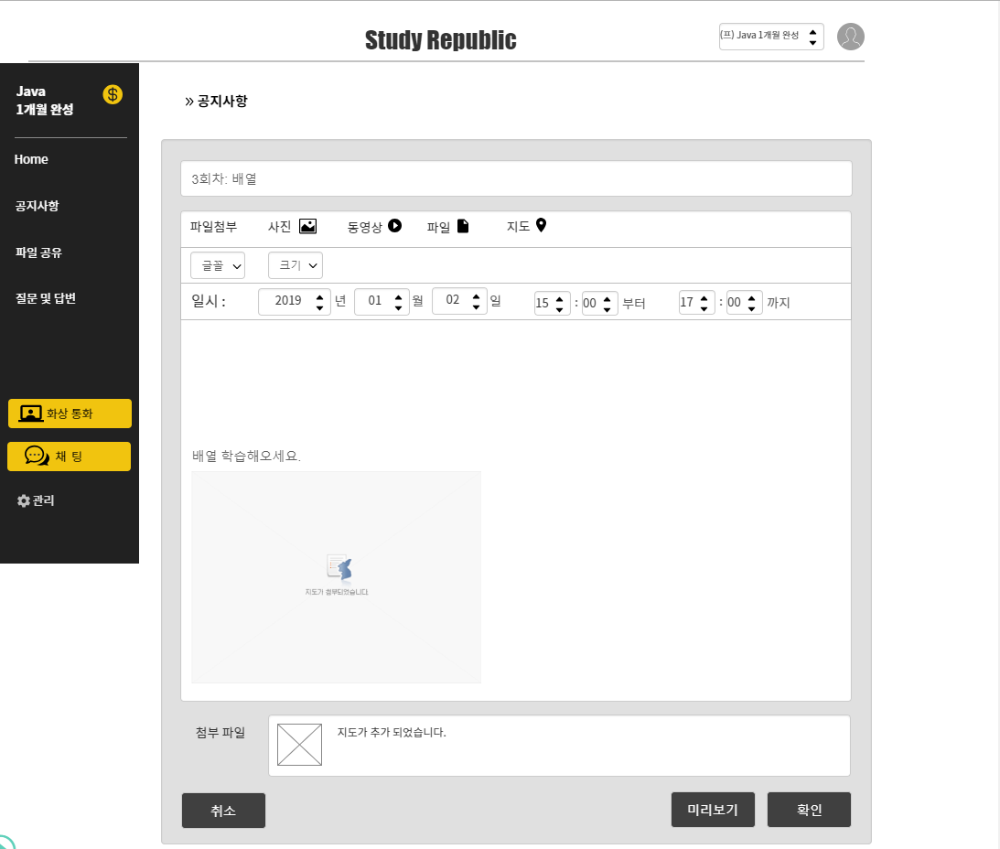 Study Republic
(프) Java 1개월 완성
Java
1개월 완성
Home
공지사항
파일 공유
질문 및 답변
화상 통화
채 팅
관리
» 공지사항
3회차: 배열
파일첨부 사진 동영상 파일 지도
글꼴 크기
일시 : 2019 년 01 월 02 일 15 : 00 부터 17 : 00 까지
배열 학습해오세요.
지도가 첨부되었습니다.
첨부 파일 지도가 추가 되었습니다.
취소 미리보기 확인